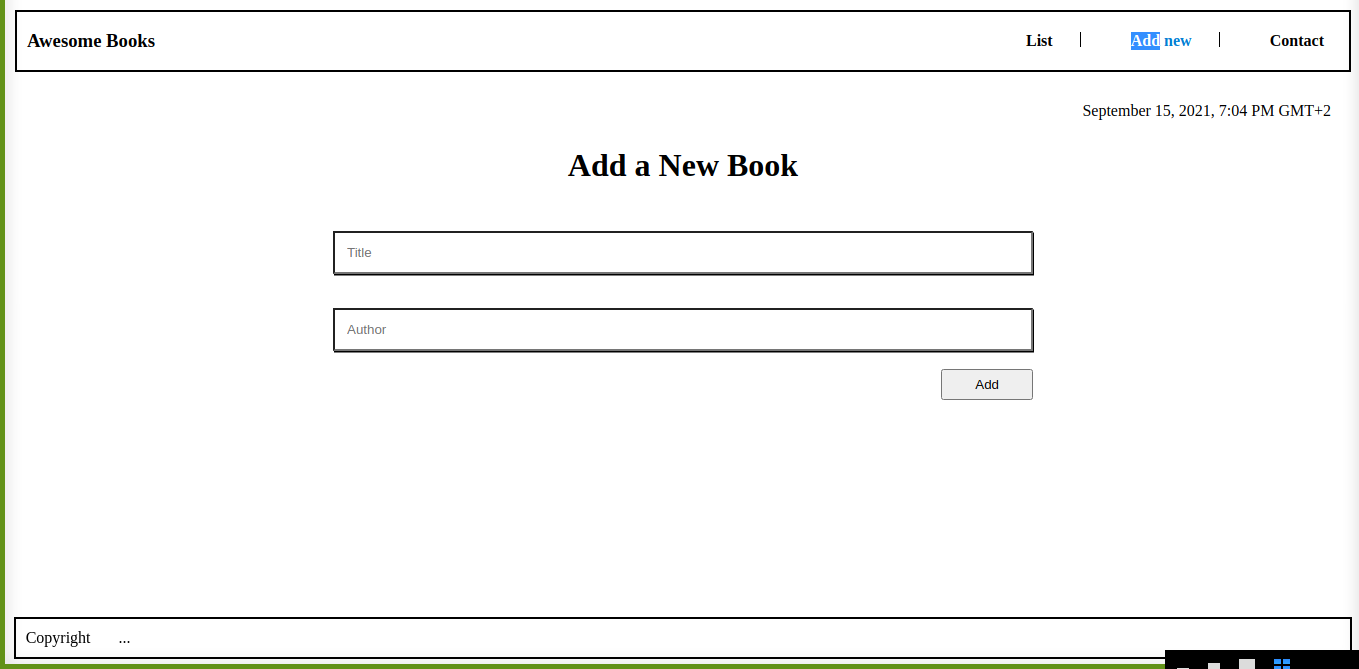 Awesome Books List Add new Contact
September 15, 2021, 7:04 PM GMT+2
Add a New Book
Title
Author
Add
Copyright ...